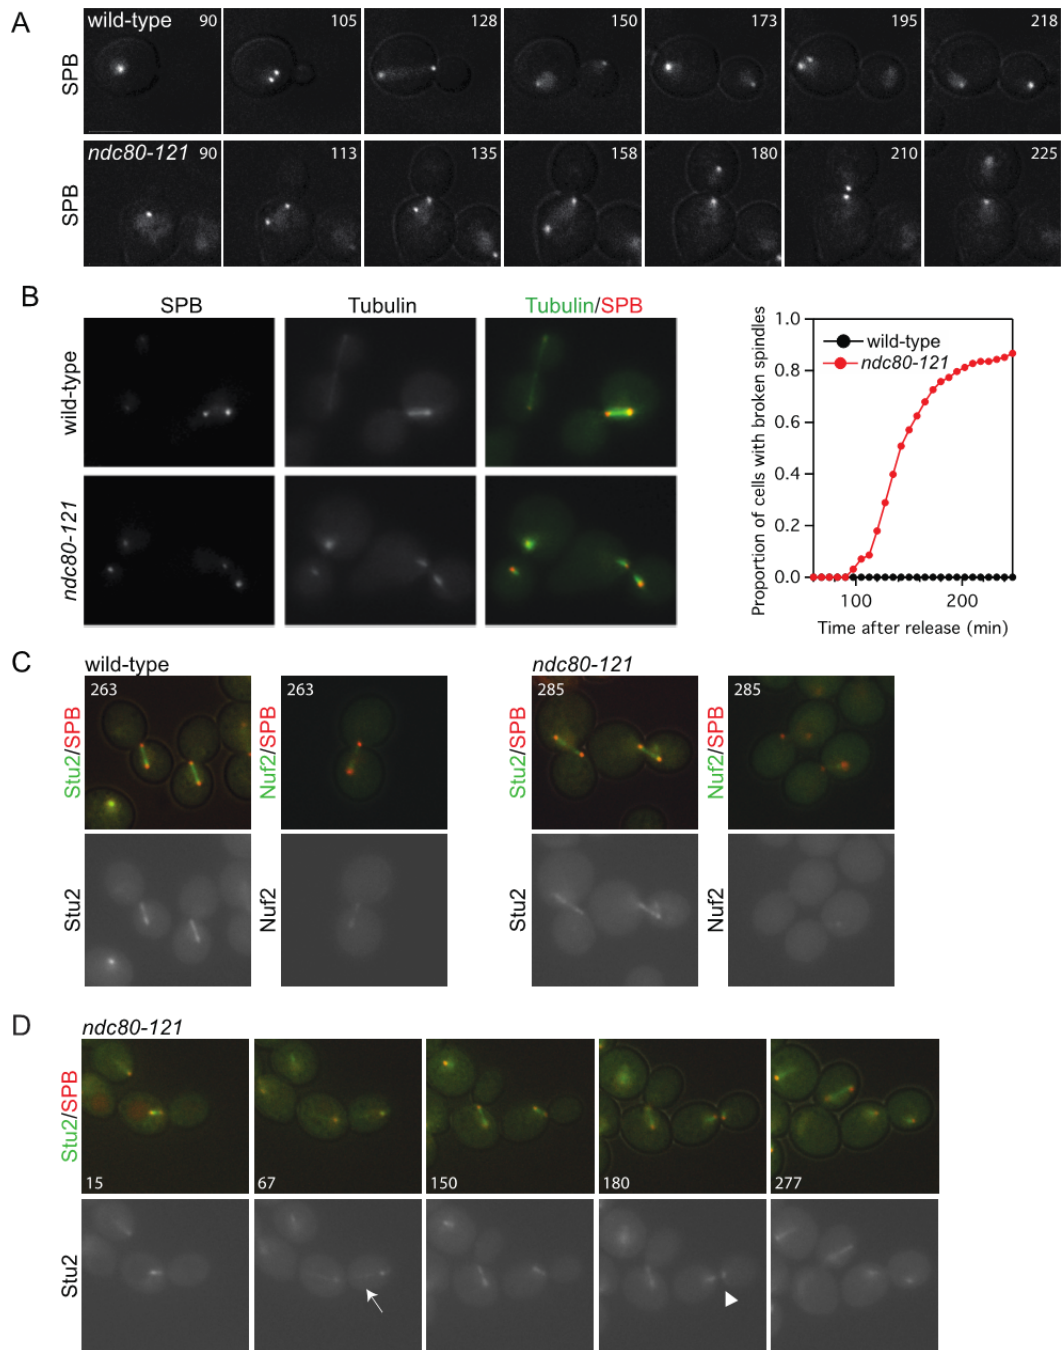 A
wild-type 90 105 128 150 173 195 218
SPB
ndc80-121 90 113 135 158 180 210 225
SPB
B
SPB Tubulin Tubulin/SPB
wild-type
ndc80-121
Proportion of cells with broken spindles
1.0
0.8
0.6
0.4
0.2
0.0
wild-type
ndc80-121
100 200
Time after release (min)
C
wild-type
ndc80-121
Stu2/SPB 263
Nuf2/SPB 263
Stu2/SPB 285
Nuf2/SPB 285
Stu2
Nuf2
Stu2
Nuf2
D
ndc80-121
Stu2/SPB
15 67 150 180 277
Stu2